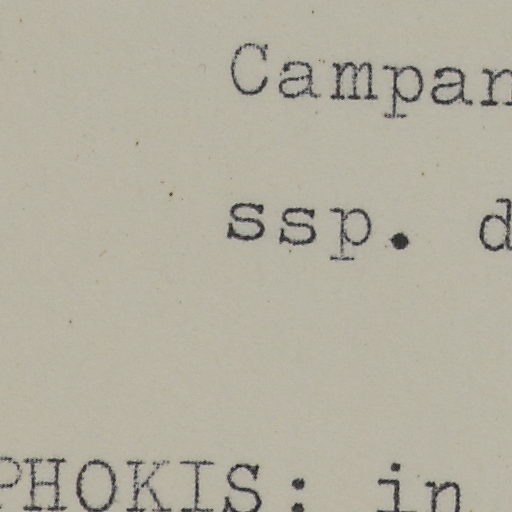 Campan
ssp. d
PHOKIS: in